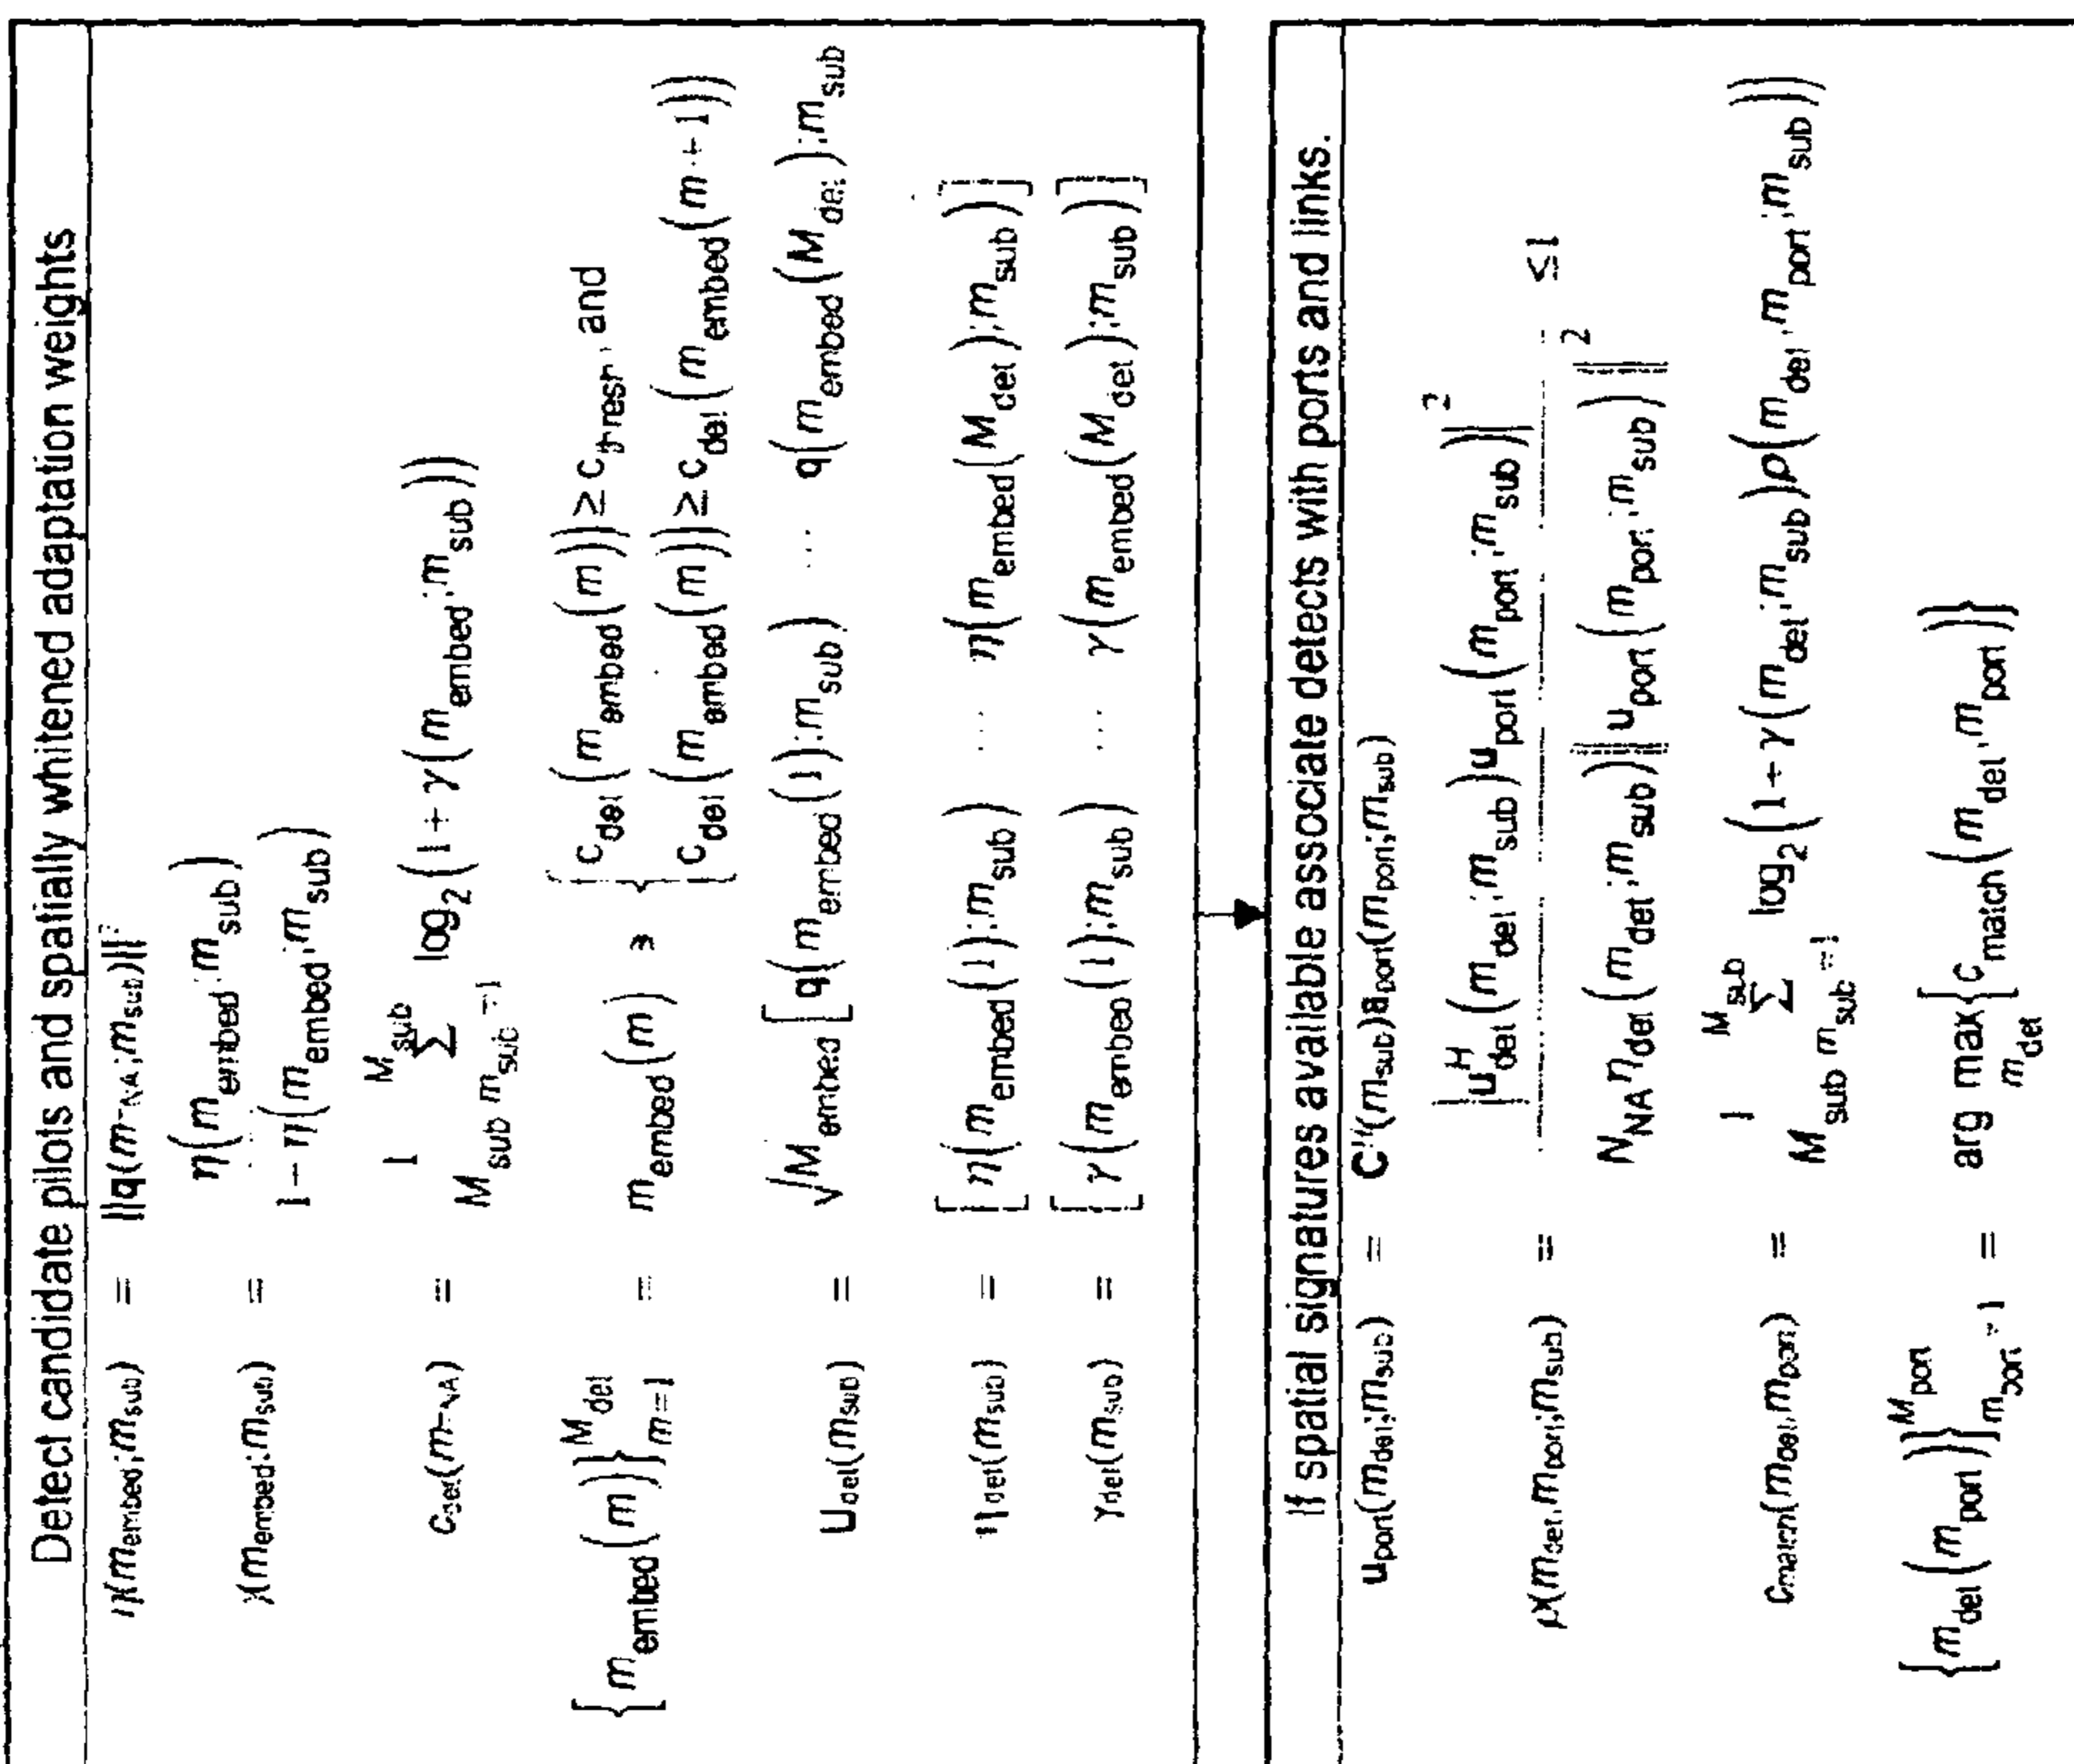 Detect candidate pilots and spatially whitened adaptation weights
η(m_embed; m_sub) = ||q(m_NA; m_sub)||²
γ(m_embed; m_sub) = η(m_embed; m_sub) / 1 − η(m_embed; m_sub)
c_det(m_NA) = 1 / M_sub Σ_{m_sub=1}^{M_sub} log₂(1 + γ(m_embed; m_sub))
{m_embed(m)}_{m=1}^{M_det} = m_embed(m) ∍ { c_det(m_embed(m)) ≥ c_thresh, and
c_det(m_embed(m)) ≥ c_det(m_embed(m + 1))
U_det(m_sub) = √M_embed [ q(m_embed(1); m_sub) … q(m_embed(M_det); m_sub
η_det(m_sub) = [ η(m_embed(1); m_sub) … η(m_embed(M_det); m_sub) ]
γ_det(m_sub) = [ γ(m_embed(1); m_sub) … γ(m_embed(M_det); m_sub) ]
If spatial signatures available associate detects with ports and links.
u_port(m_det; m_sub) = C^H(m_sub) a_port(m_port; m_sub)
ρ(m_det, m_port; m_sub) = |u^H_det(m_det; m_sub) u_port(m_port; m_sub)|² / N_NA η_det(m_det; m_sub) ||u_port(m_port; m_sub)||² ≤ 1
c_match(m_det, m_port) = 1 / M_sub Σ_{m_sub=1}^{M_sub} log₂(1 + γ(m_det; m_sub) ρ(m_det, m_port; m_sub))
{m_det(m_port)}_{m_port=1}^{M_port} = arg max_{m_det} {c_match(m_det, m_port)}